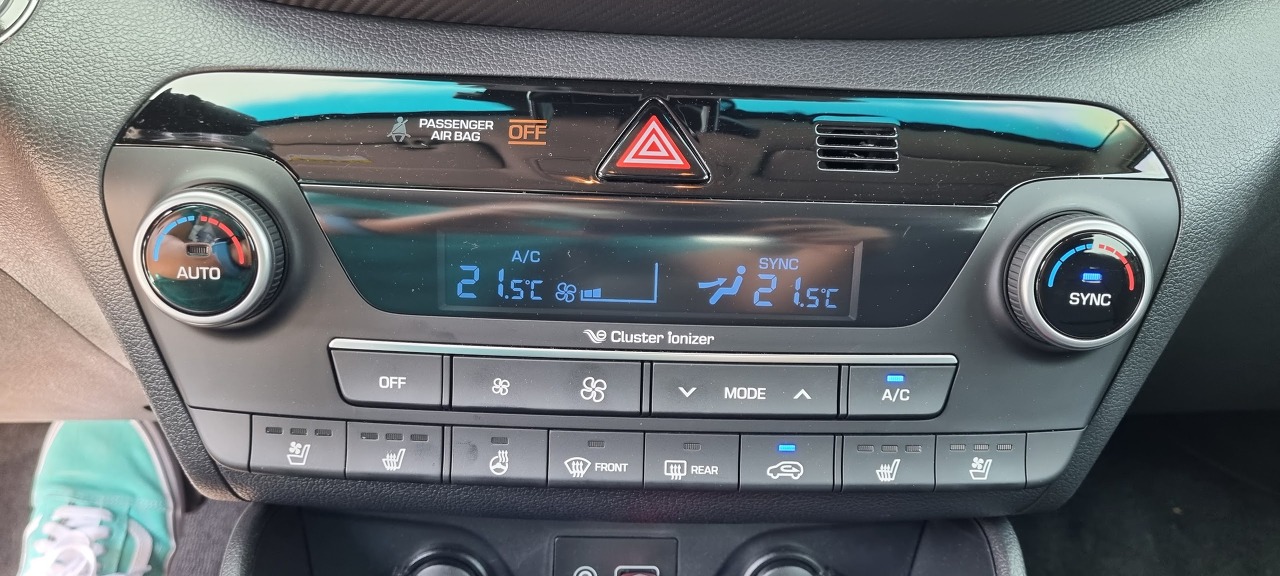 PASSENGER
AIR BAG
OFF
AUTO
A/C
21.5°C
SYNC
21.5°C
SYNC
Cluster Ionizer
OFF
MODE
A/C
FRONT
REAR